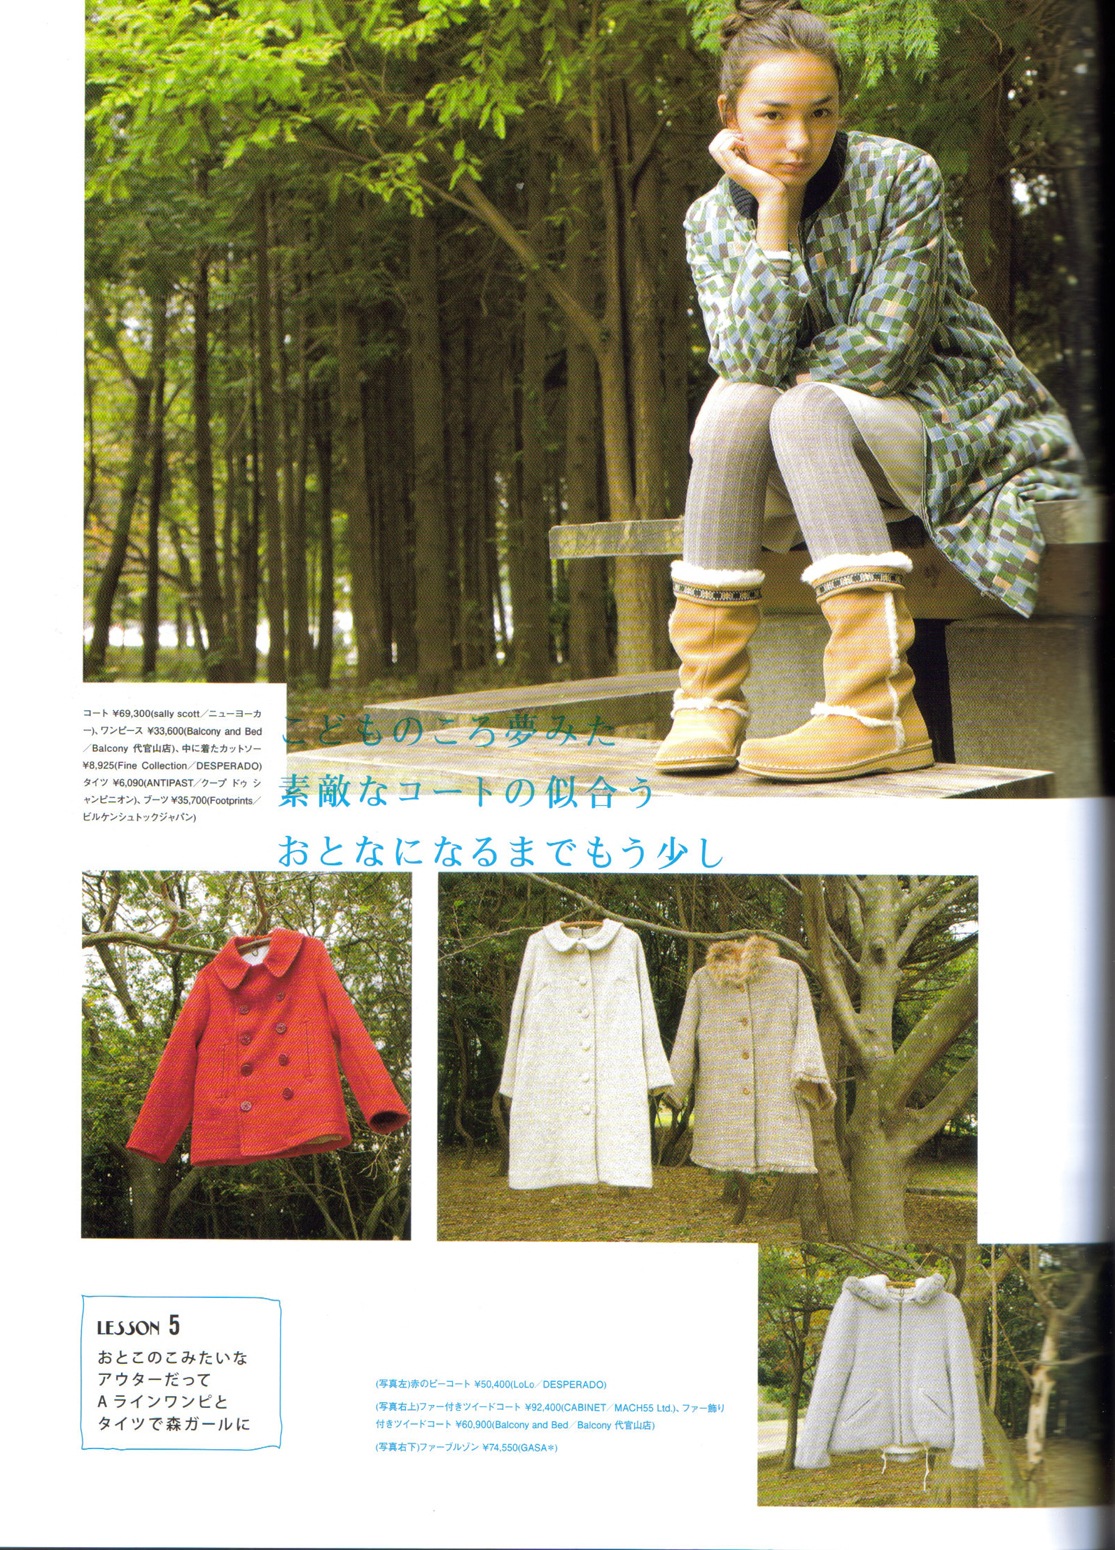 コート ¥69,300(sally scott／ニューヨーカ
ー)、ワンピース ¥33,600(Balcony and Bed
／Balcony 代官山店)、中に着たカットソー
¥8,925(Fine Collection／DESPERADO)
タイツ ¥6,090(ANTIPAST／クープ ドゥ シ
ャンピニオン)、ブーツ ¥35,700(Footprints／
ビルケンシュトックジャパン)
こどものころ夢みた
素敵なコートの似合う
おとなになるまでもう少し
LESSON 5
おとこのこみたいな
アウターだって
A ラインワンピと
タイツで森ガールに
(写真左)赤のピーコート ¥50,400(LoLo／DESPERADO)
(写真右上)ファー付きツイードコート ¥92,400(CABINET／MACH55 Ltd.)、ファー飾り
付きツイードコート ¥60,900(Balcony and Bed／Balcony 代官山店)
(写真右下)ファーブルゾン ¥74,550(GASA＊)